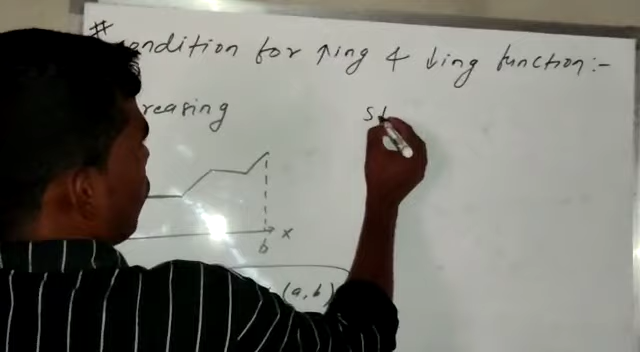 # condition for ↑ing & ↓ing function:-
reasing
St
x
b
(a,b)